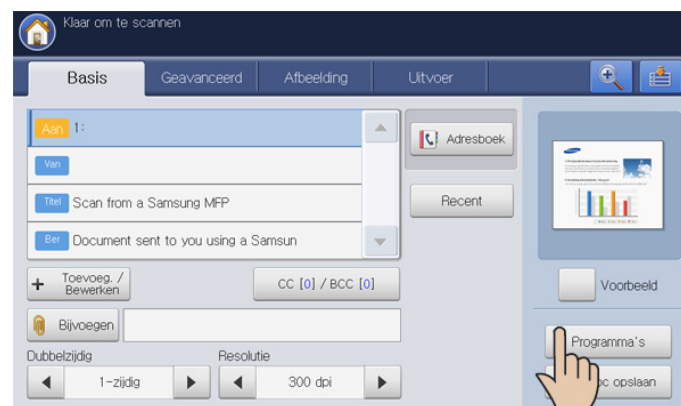 Klaar om te scannen
Basis
Geavanceerd
Afbeelding
Uitvoer
Aan 1:
Van
Titel Scan from a Samsung MFP
Ber Document sent to you using a Samsun
Adresboek
Recent
+ Toevoeg. /
Bewerken
CC [0] / BCC [0]
Bijvoegen
Voorbeeld
Dubbelzijdig
Resolutie
1-zijdig
300 dpi
Programma's
opslaan